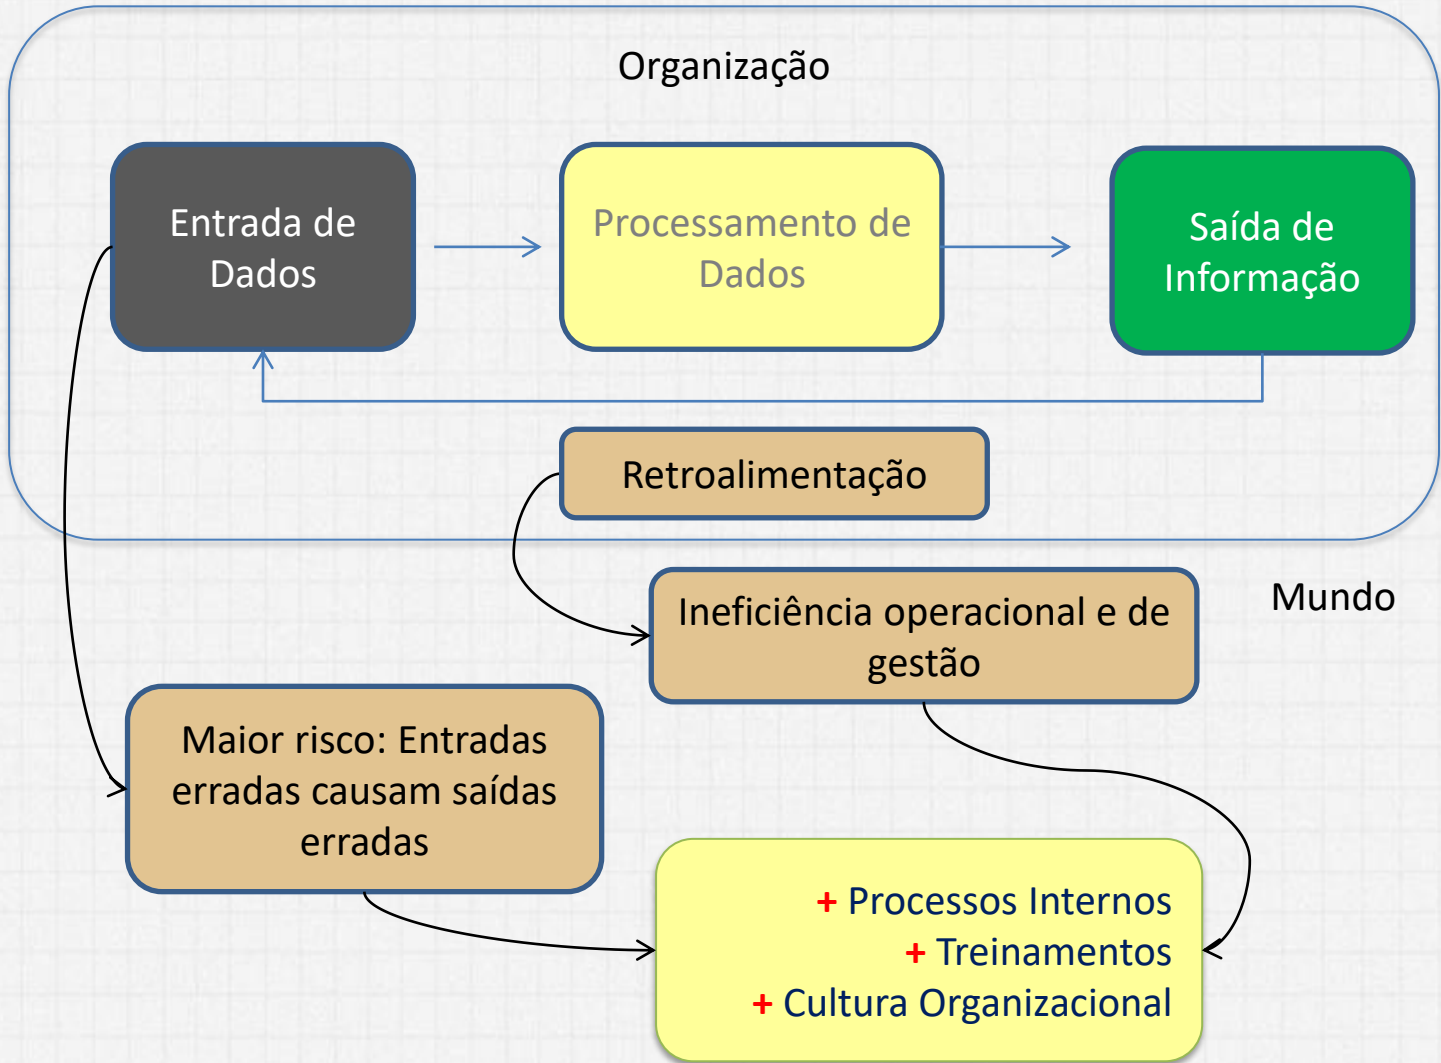 Organização
Entrada de
Dados
Processamento de
Dados
Saída de
Informação
Retroalimentação
Mundo
Ineficiência operacional e de
gestão
Maior risco: Entradas
erradas causam saídas
erradas
+ Processos Internos
+ Treinamentos
+ Cultura Organizacional